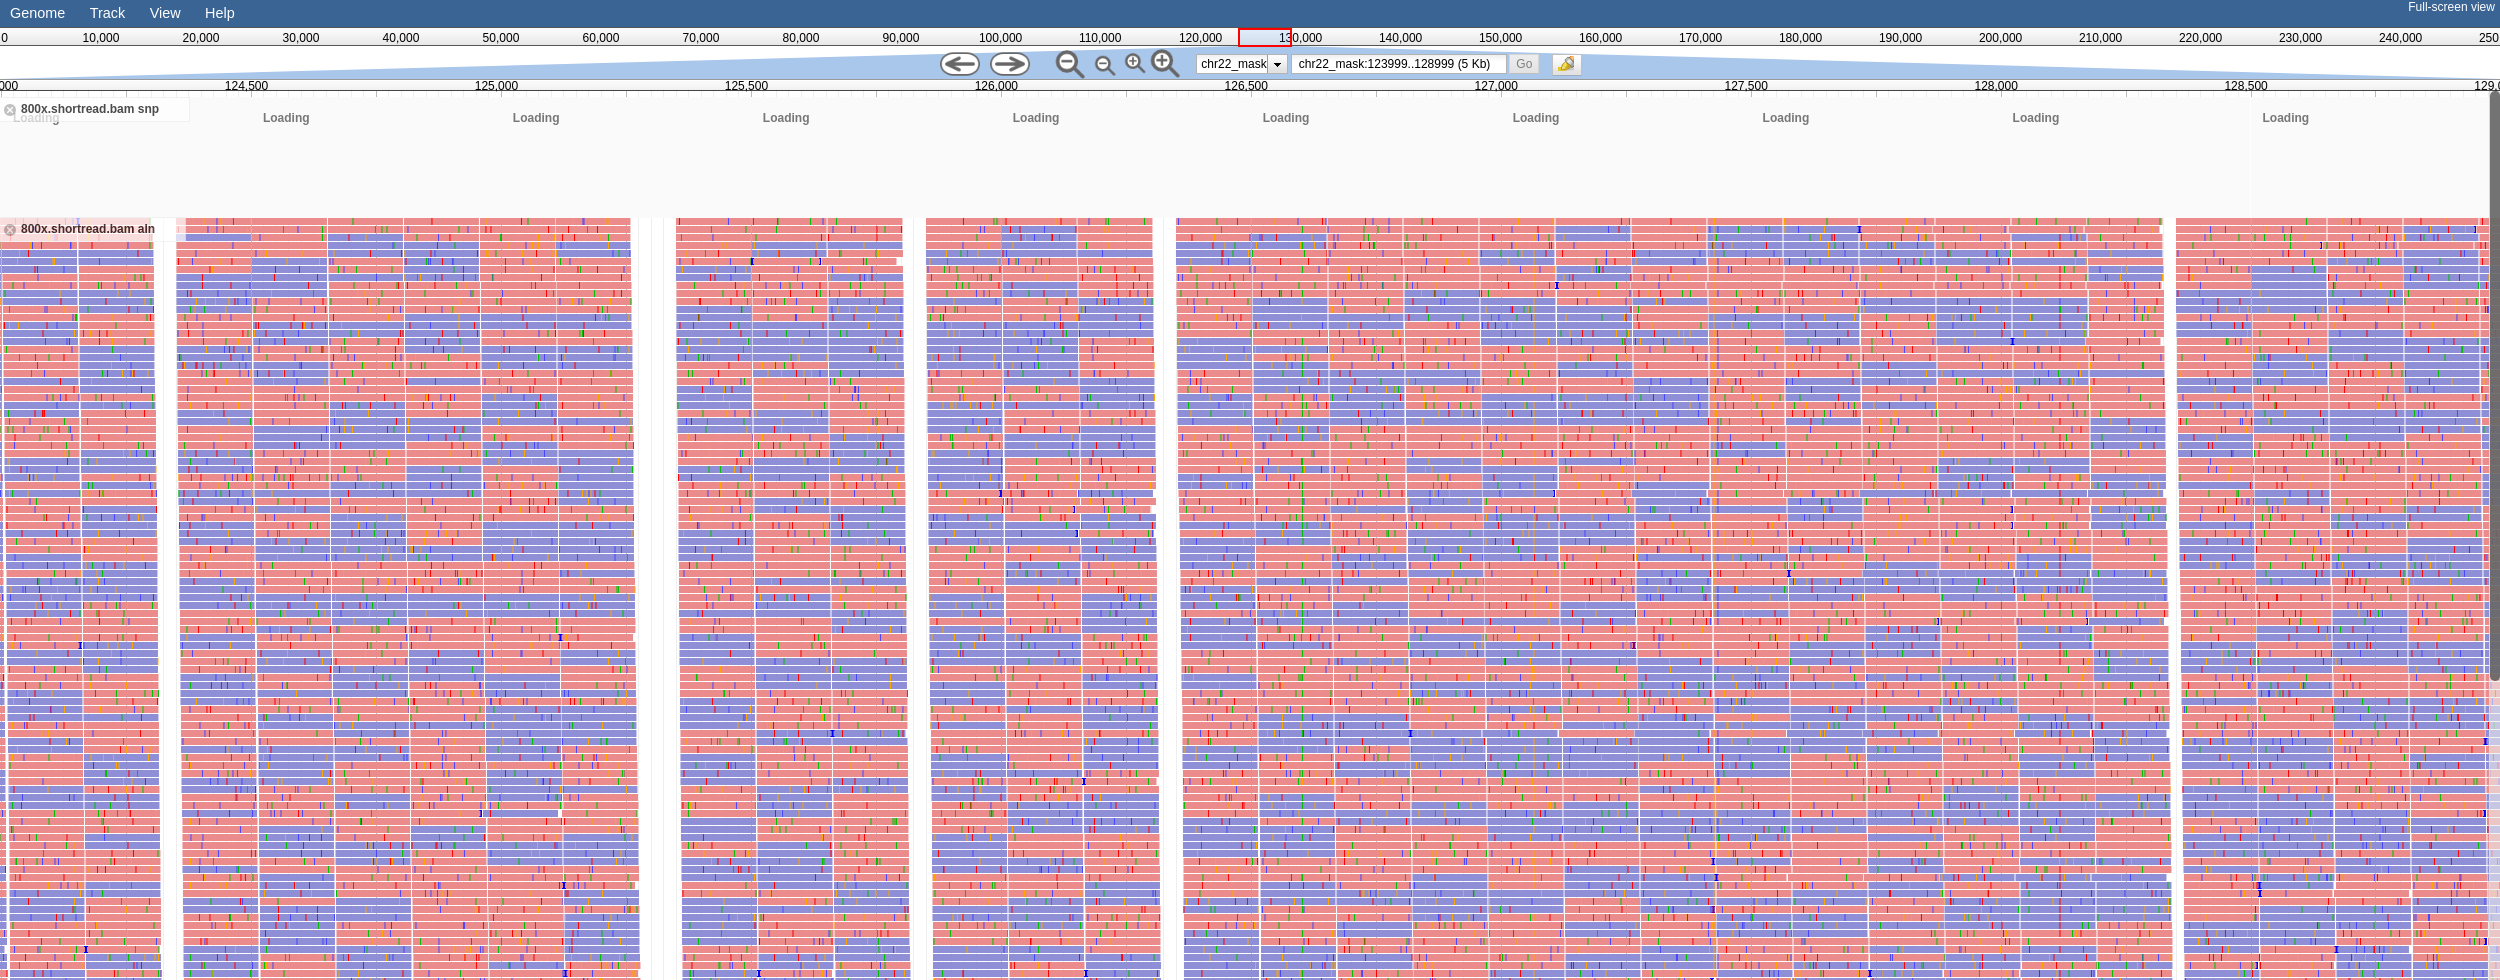 Genome Track View Help Full-screen view
0 10,000 20,000 30,000 40,000 50,000 60,000 70,000 80,000 90,000 100,000 110,000 120,000 130,000 140,000 150,000 160,000 170,000 180,000 190,000 200,000 210,000 220,000 230,000 240,000 250
chr22_mask chr22_mask:123999..128999 (5 Kb) Go
000 124,500 125,000 125,500 126,000 126,500 127,000 127,500 128,000 128,500 129,0
800x.shortread.bam snp
Loading Loading Loading Loading Loading Loading Loading Loading Loading Loading
800x.shortread.bam aln